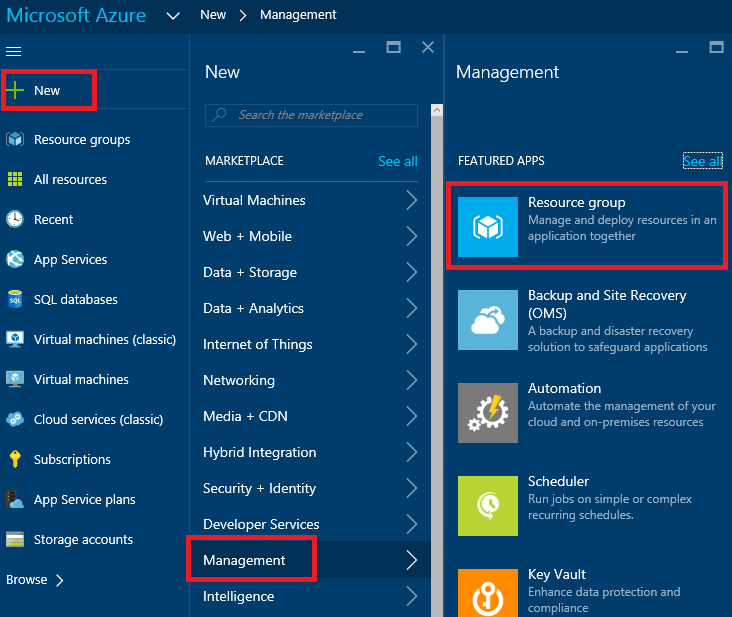 Microsoft Azure New Management
New
Resource groups
All resources
Recent
App Services
SQL databases
Virtual machines (classic)
Virtual machines
Cloud services (classic)
Subscriptions
App Service plans
Storage accounts
Browse
New
Search the marketplace
MARKETPLACE See all
Virtual Machines
Web + Mobile
Data + Storage
Data + Analytics
Internet of Things
Networking
Media + CDN
Hybrid Integration
Security + Identity
Developer Services
Management
Intelligence
Management
FEATURED APPS See all
Resource group
Manage and deploy resources in an
application together
Backup and Site Recovery
(OMS)
A backup and disaster recovery
solution to safeguard applications
Automation
Automate the management of your
cloud and on-premises resources
Scheduler
Run jobs on simple or complex
recurring schedules.
Key Vault
Enhance data protection and
compliance